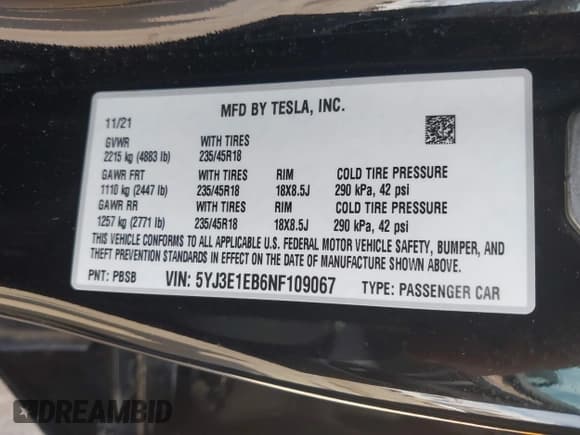 MFD BY TESLA, INC.
11/21
GVWR WITH TIRES
2215 kg (4883 lb) 235/45R18
GAWR FRT WITH TIRES RIM COLD TIRE PRESSURE
1110 kg (2447 lb) 235/45R18 18X8.5J 290 kPa, 42 psi
GAWR RR WITH TIRES RIM COLD TIRE PRESSURE
1257 kg (2771 lb) 235/45R18 18X8.5J 290 kPa, 42 psi
THIS VEHICLE CONFORMS TO ALL APPLICABLE U.S. FEDERAL MOTOR VEHICLE SAFETY, BUMPER, AND
THEFT PREVENTION STANDARDS IN EFFECT ON THE DATE OF MANUFACTURE SHOWN ABOVE.
PNT: PBSB VIN: 5YJ3E1EB6NF109067 TYPE: PASSENGER CAR
DREAMBID